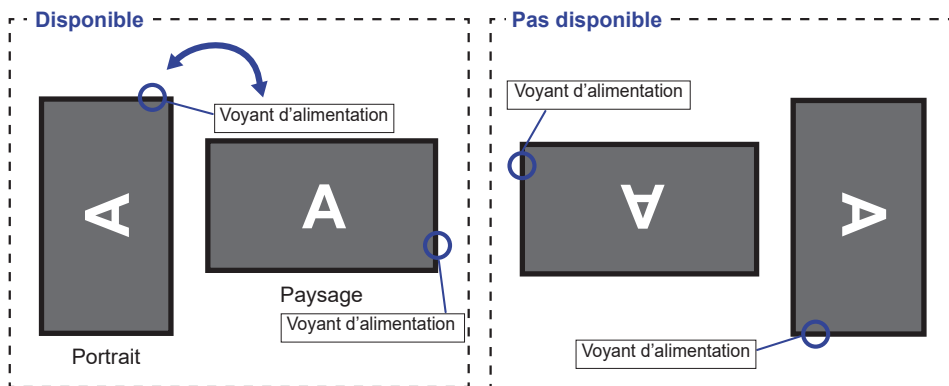 Disponible
Voyant d’alimentation
A
A
Paysage
Voyant d’alimentation
Portrait
Pas disponible
Voyant d’alimentation
A
A
Voyant d’alimentation